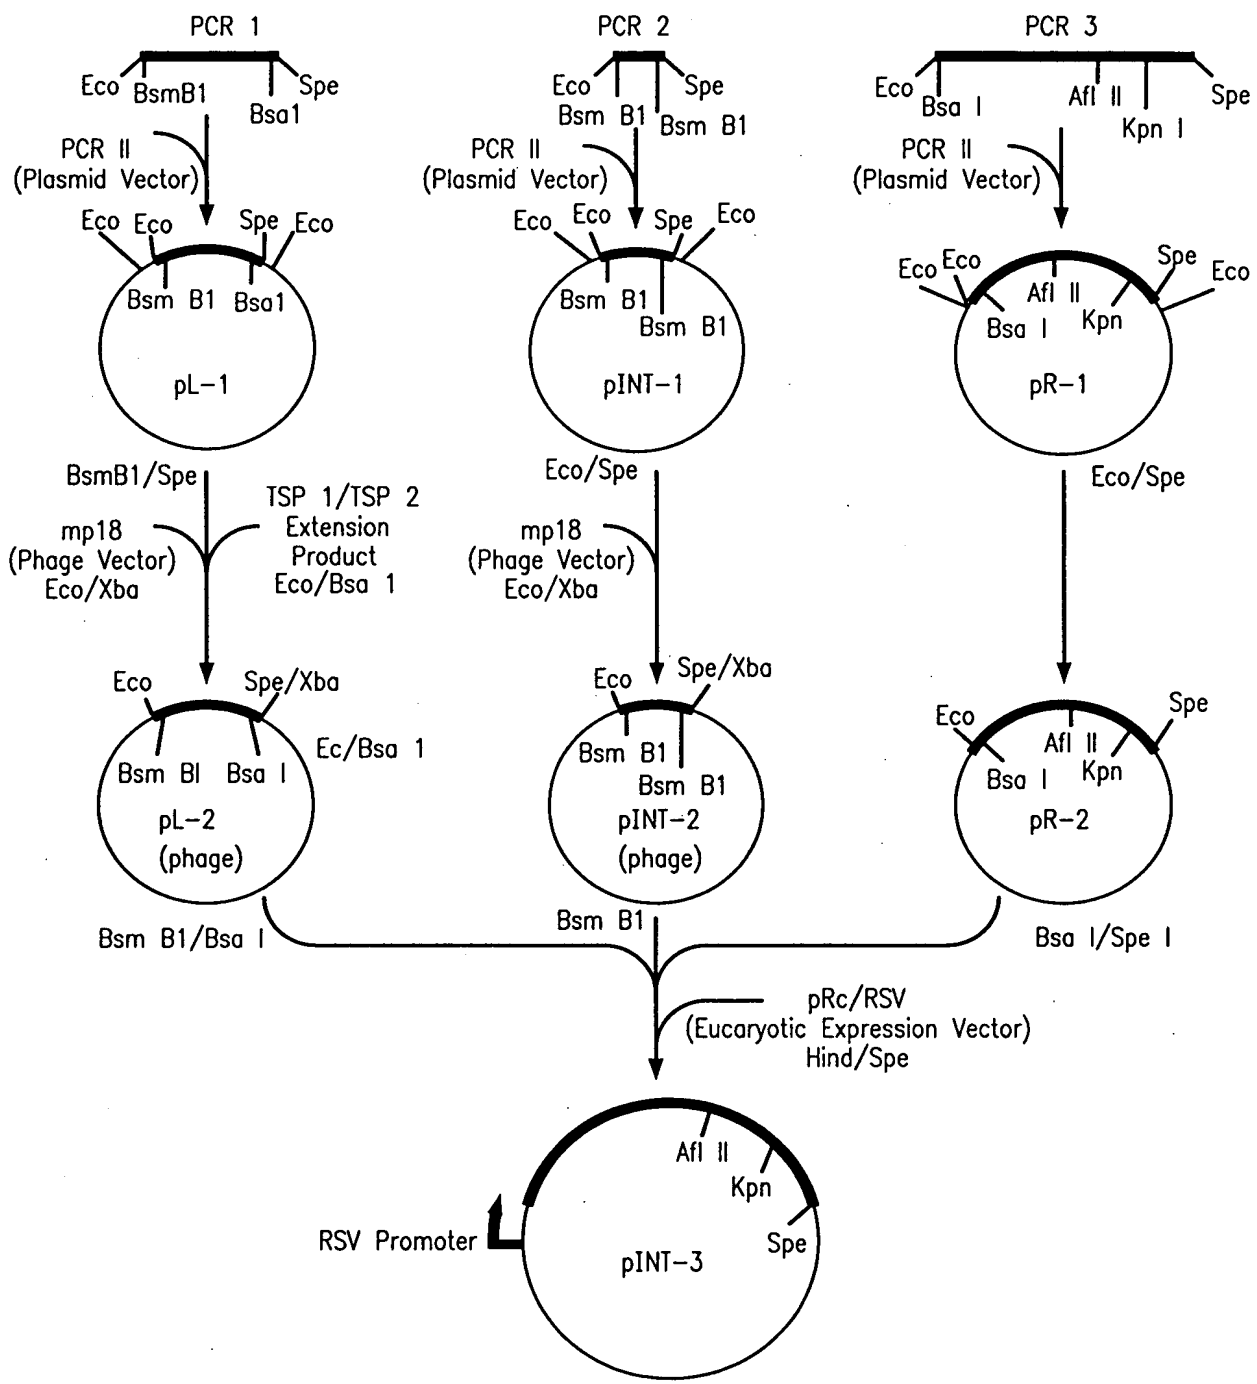 PCR 1
PCR 2
PCR 3
Eco
BsmB1
Bsa1
Spe
Eco
Bsm B1
Bsm B1
Spe
Eco
Bsa I
Afl II
Kpn I
Spe
PCR II
(Plasmid Vector)
PCR II
(Plasmid Vector)
PCR II
(Plasmid Vector)
Eco
Eco
Spe
Eco
Bsm B1
Bsa1
pL-1
Eco
Eco
Spe
Eco
Bsm B1
Bsm B1
pINT-1
Eco
Eco
Spe
Eco
Bsa I
Afl II
Kpn
pR-1
BsmB1/Spe
TSP 1/TSP 2
Extension
Product
Eco/Bsa 1
mp18
(Phage Vector)
Eco/Xba
Eco/Spe
mp18
(Phage Vector)
Eco/Xba
Eco/Spe
Eco
Spe/Xba
Bsm BI
Bsa I
Ec/Bsa 1
pL-2
(phage)
Eco
Spe/Xba
Bsm B1
Bsm B1
pINT-2
(phage)
Eco
Spe
Bsa I
Afl II
Kpn
pR-2
Bsm B1/Bsa I
Bsm B1
Bsa I/Spe I
pRc/RSV
(Eucaryotic Expression Vector)
Hind/Spe
Afl II
Kpn
Spe
RSV Promoter
pINT-3